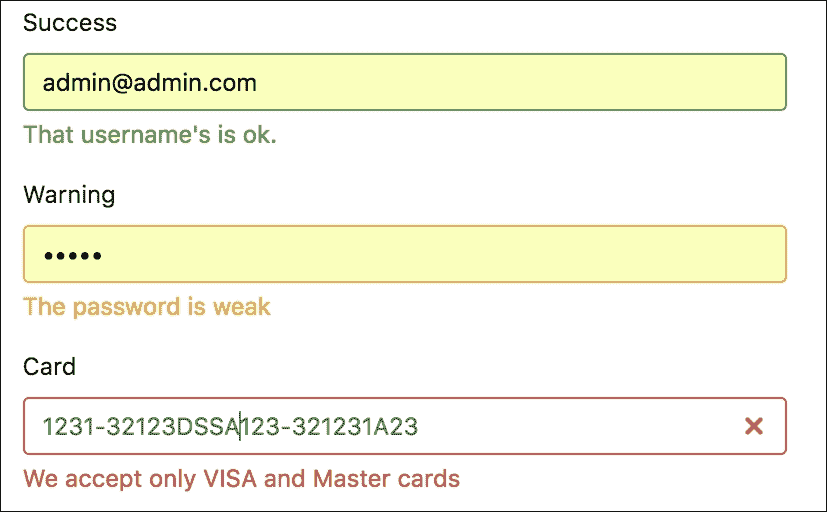 Success
admin@admin.com
That username's is ok.
Warning
•••••
The password is weak
Card
1231-32123DSSA123-321231A23
We accept only VISA and Master cards